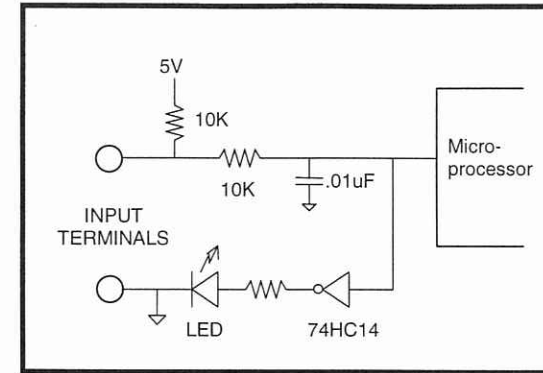 5V
10K
10K
.01uF
Micro-
processor
INPUT
TERMINALS
LED
74HC14